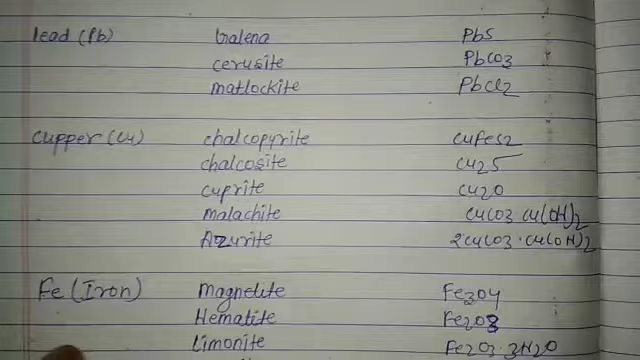 lead (Pb) Galena PbS
cerusite PbCO3
matlockite PbCl2
Cupper (Cu) chalcopyrite CuFeS2
chalcosite Cu2S
cuprite Cu2O
malachite CuCO3 Cu(OH)2
Azurite 2CuCO3 . Cu(OH)2
Fe (Iron) Magnetite Fe3O4
Hematite Fe2O3
Limonite Fe2O3 . 3H2O